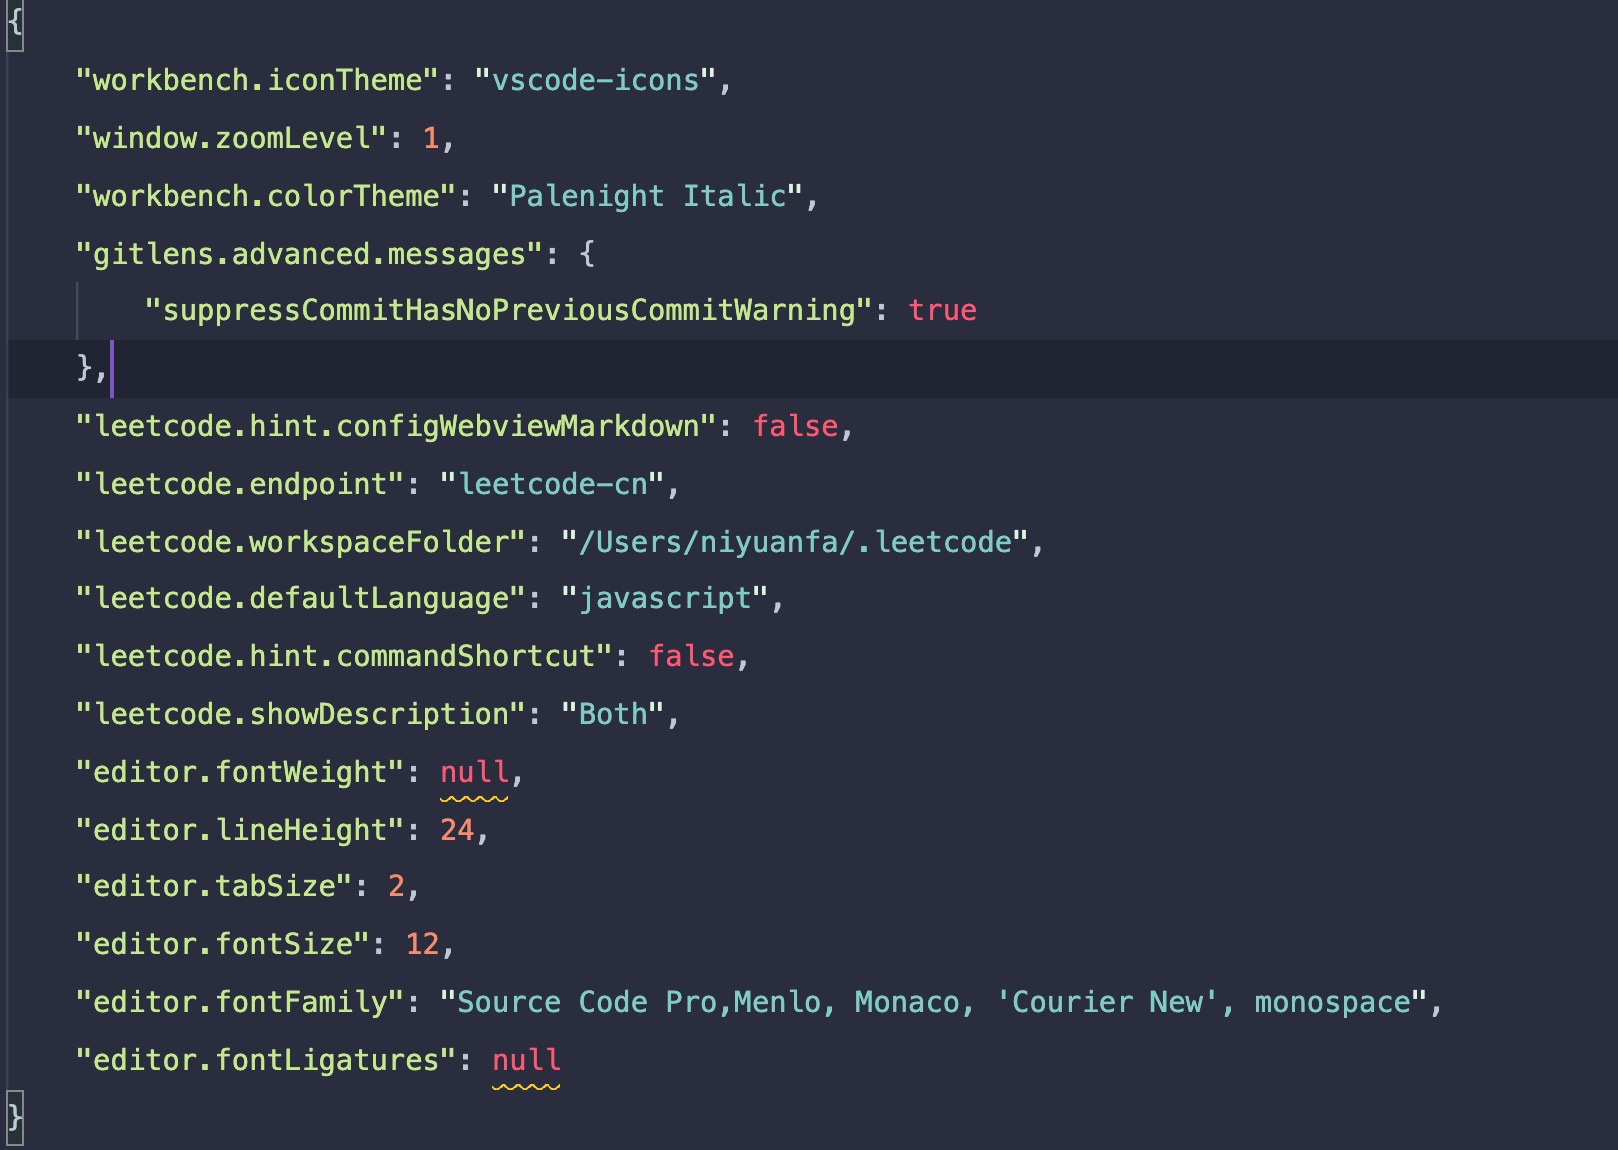 {
    "workbench.iconTheme": "vscode-icons",
    "window.zoomLevel": 1,
    "workbench.colorTheme": "Palenight Italic",
    "gitlens.advanced.messages": {
        "suppressCommitHasNoPreviousCommitWarning": true
    },
    "leetcode.hint.configWebviewMarkdown": false,
    "leetcode.endpoint": "leetcode-cn",
    "leetcode.workspaceFolder": "/Users/niyuanfa/.leetcode",
    "leetcode.defaultLanguage": "javascript",
    "leetcode.hint.commandShortcut": false,
    "leetcode.showDescription": "Both",
    "editor.fontWeight": null,
    "editor.lineHeight": 24,
    "editor.tabSize": 2,
    "editor.fontSize": 12,
    "editor.fontFamily": "Source Code Pro,Menlo, Monaco, 'Courier New', monospace",
    "editor.fontLigatures": null
}